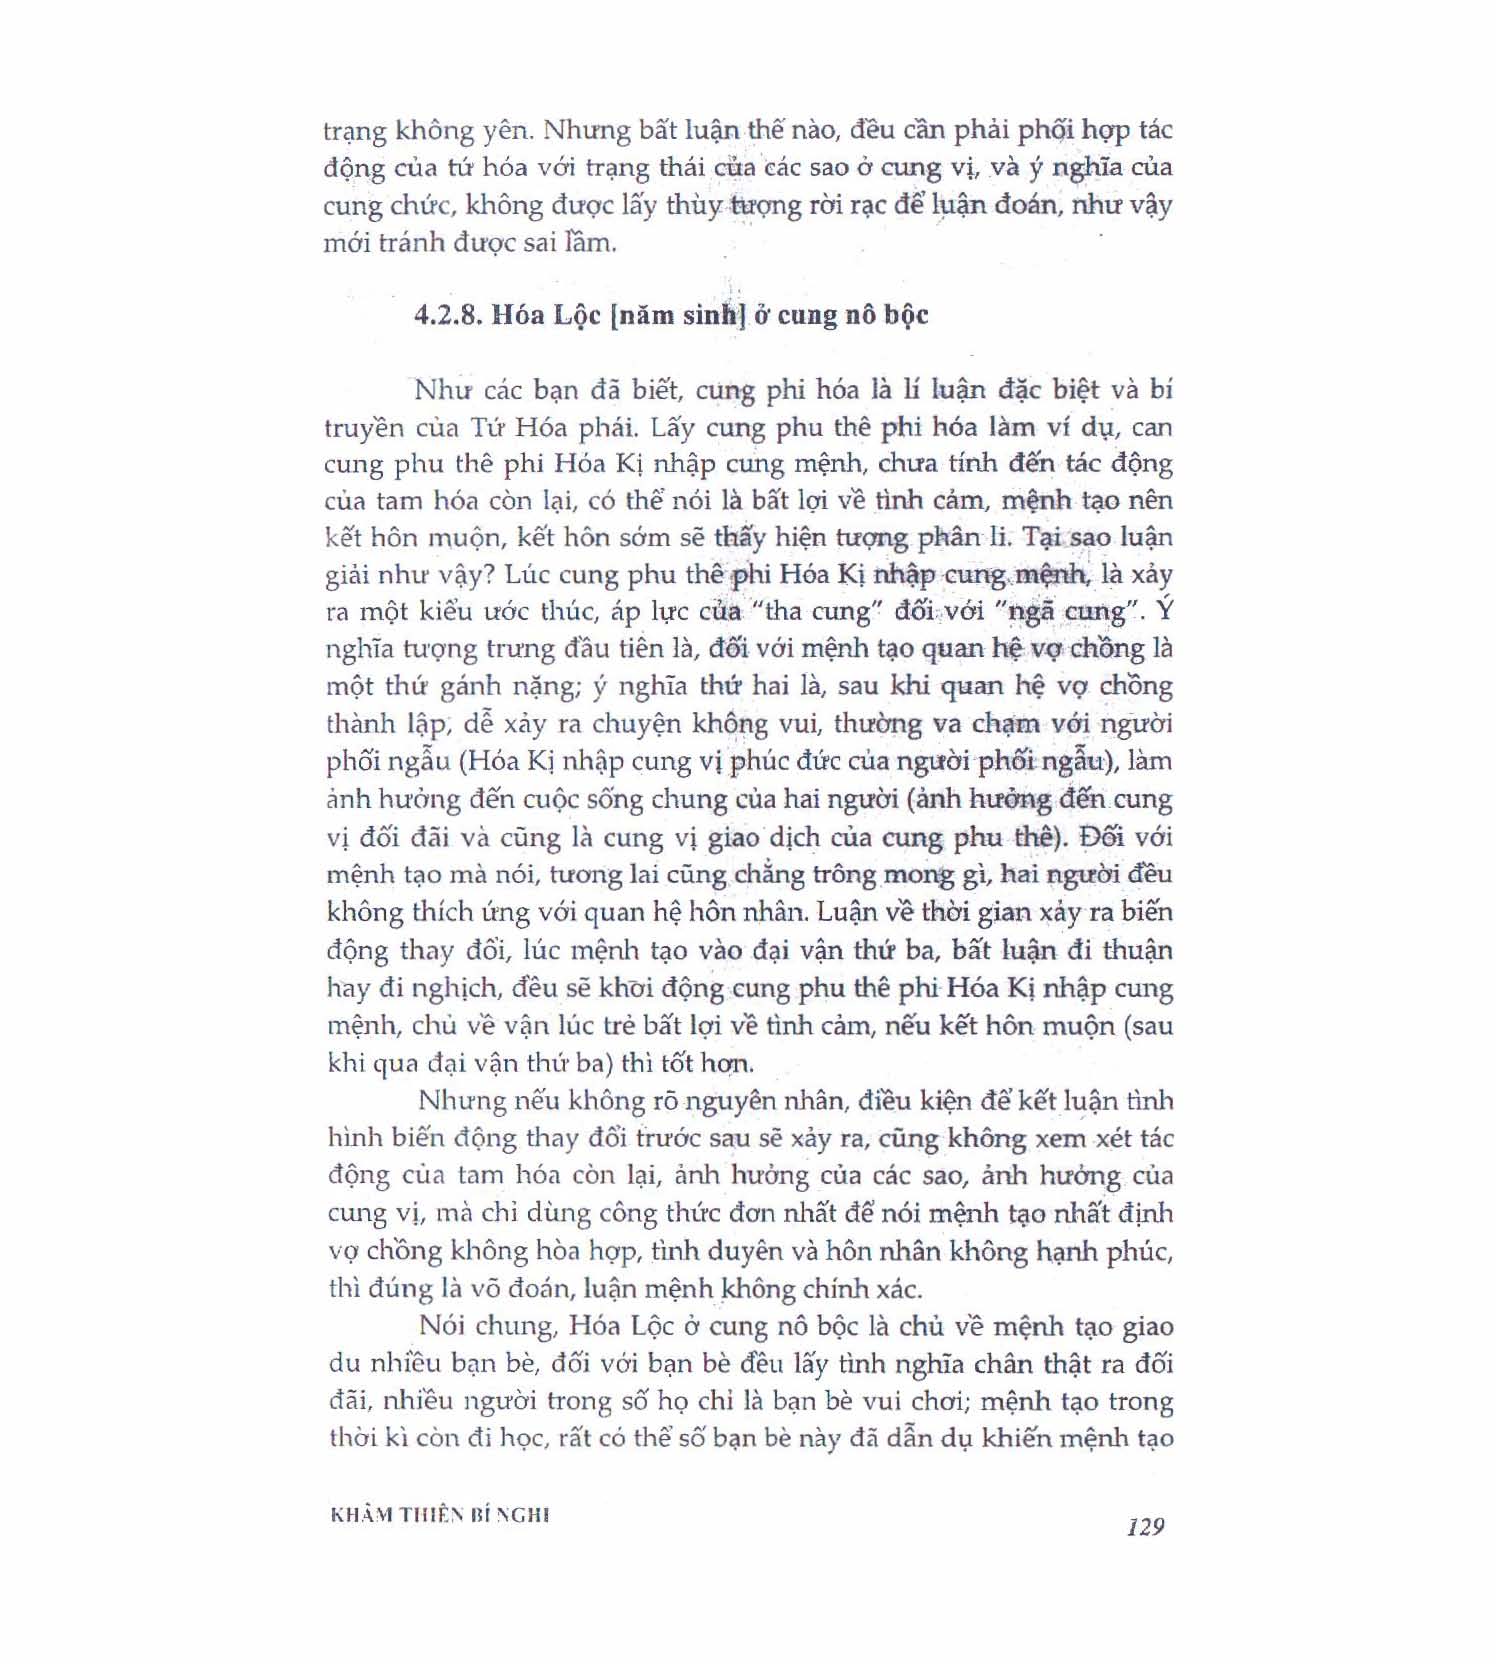 trạng không yên. Nhưng bất luận thế nào, đều cần phải phối hợp tác
động của tứ hóa với trạng thái của các sao ở cung vị, và ý nghĩa của
cung chức, không được lấy thùy tượng rời rạc để luận đoán, như vậy
mới tránh được sai lầm.
4.2.8. Hóa Lộc [năm sinh] ở cung nô bộc
Như các bạn đã biết, cung phi hóa là lí luận đặc biệt và bí
truyền của Tứ Hóa phái. Lấy cung phu thê phi hóa làm ví dụ, can
cung phu thê phi Hóa Kị nhập cung mệnh, chưa tính đến tác động
của tam hóa còn lại, có thể nói là bất lợi về tình cảm, mệnh tạo nên
kết hôn muộn, kết hôn sớm sẽ thấy hiện tượng phân li. Tại sao luận
giải như vậy? Lúc cung phu thê phi Hóa Kị nhập cung mệnh, là xảy
ra một kiểu ước thúc, áp lực của "tha cung" đối với "ngã cung". Ý
nghĩa tượng trưng đầu tiên là, đối với mệnh tạo quan hệ vợ chồng là
một thứ gánh nặng; ý nghĩa thứ hai là, sau khi quan hệ vợ chồng
thành lập, dễ xảy ra chuyện không vui, thường va chạm với người
phối ngẫu (Hóa Kị nhập cung vị phúc đức của người phối ngẫu), làm
ảnh hưởng đến cuộc sống chung của hai người (ảnh hưởng đến cung
vị đối đãi và cũng là cung vị giao dịch của cung phu thê). Đối với
mệnh tạo mà nói, tương lai cũng chẳng trông mong gì, hai người đều
không thích ứng với quan hệ hôn nhân. Luận về thời gian xảy ra biến
động thay đổi, lúc mệnh tạo vào đại vận thứ ba, bất luận đi thuận
hay đi nghịch, đều sẽ khởi động cung phu thê phi Hóa Kị nhập cung
mệnh, chủ về vận lúc trẻ bất lợi về tình cảm, nếu kết hôn muộn (sau
khi qua đại vận thứ ba) thì tốt hơn.
Nhưng nếu không rõ nguyên nhân, điều kiện để kết luận tình
hình biến động thay đổi trước sau sẽ xảy ra, cũng không xem xét tác
động của tam hóa còn lại, ảnh hưởng của các sao, ảnh hưởng của
cung vị, mà chỉ dùng công thức đơn nhất để nói mệnh tạo nhất định
vợ chồng không hòa hợp, tình duyên và hôn nhân không hạnh phúc,
thì đúng là võ đoán, luận mệnh không chính xác.
Nói chung, Hóa Lộc ở cung nô bộc là chủ về mệnh tạo giao
du nhiều bạn bè, đối với bạn bè đều lấy tình nghĩa chân thật ra đối
đãi, nhiều người trong số họ chỉ là bạn bè vui chơi; mệnh tạo trong
thời kì còn đi học, rất có thể số bạn bè này đã dẫn dụ khiến mệnh tạo
KHÂM THIÊN BÍ NGHI
129